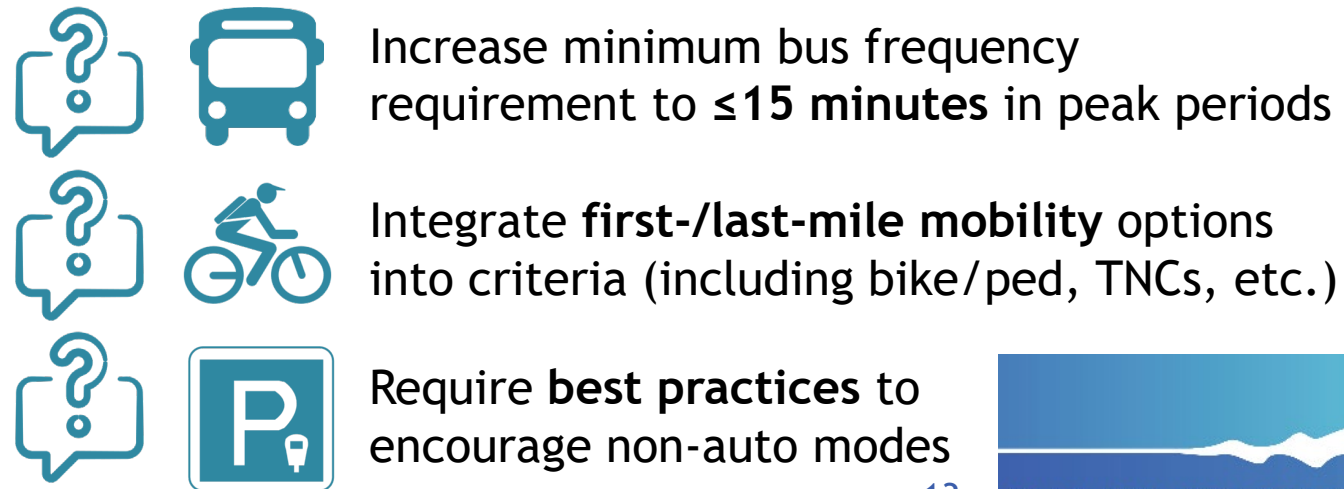 Increase minimum bus frequency
requirement to ≤15 minutes in peak periods
Integrate first-/last-mile mobility options
into criteria (including bike/ped, TNCs, etc.)
P
Require best practices to
encourage non-auto modes